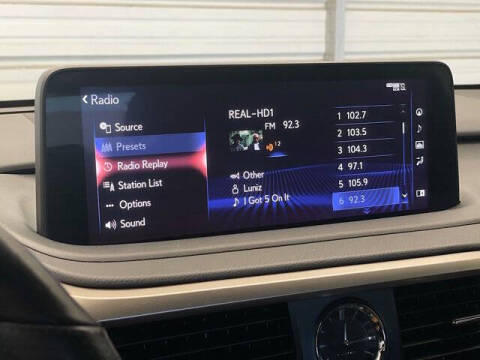 Radio
Source
Presets
Radio Replay
Station List
Options
Sound
REAL-HD1
FM 92.3
1 2
Other
Luniz
I Got 5 On It
1 102.7
2 103.5
3 104.3
4 97.1
5 105.9
6 92.3